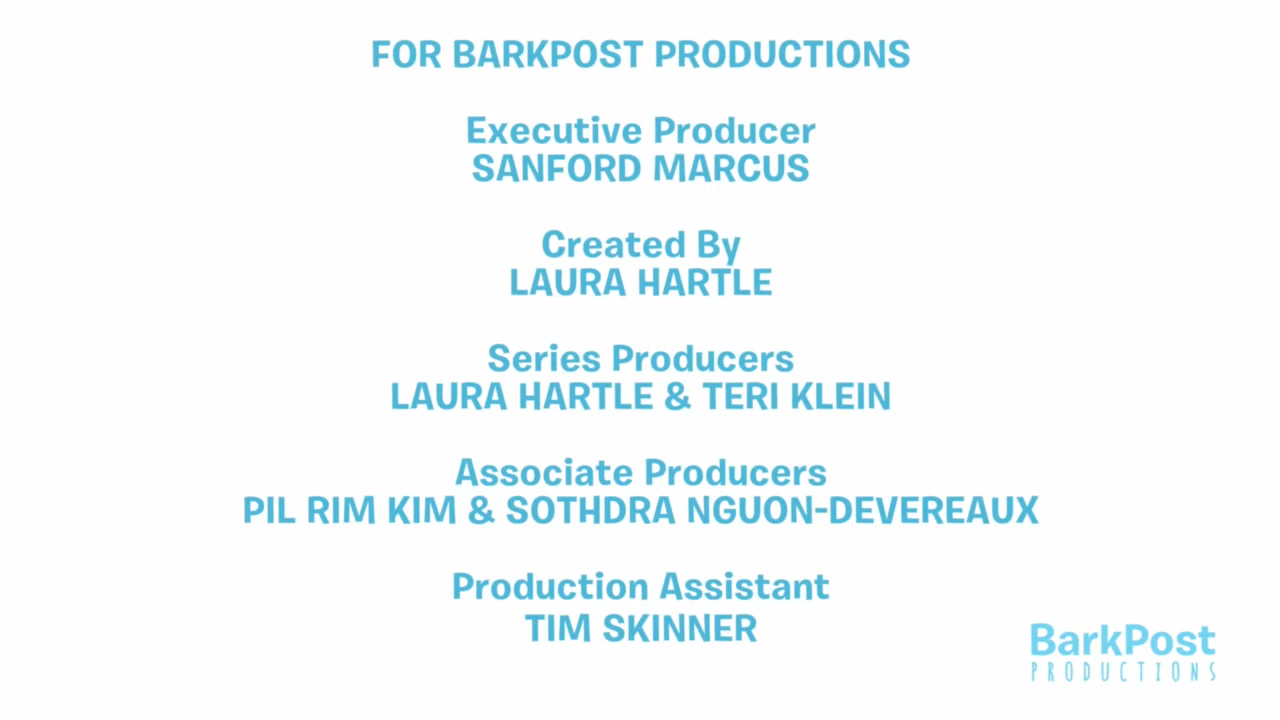 FOR BARKPOST PRODUCTIONS
Executive Producer
SANFORD MARCUS
Created By
LAURA HARTLE
Series Producers
LAURA HARTLE & TERI KLEIN
Associate Producers
PIL RIM KIM & SOTHDRA NGUON-DEVEREAUX
Production Assistant
TIM SKINNER
BarkPost
PRODUCTIONS